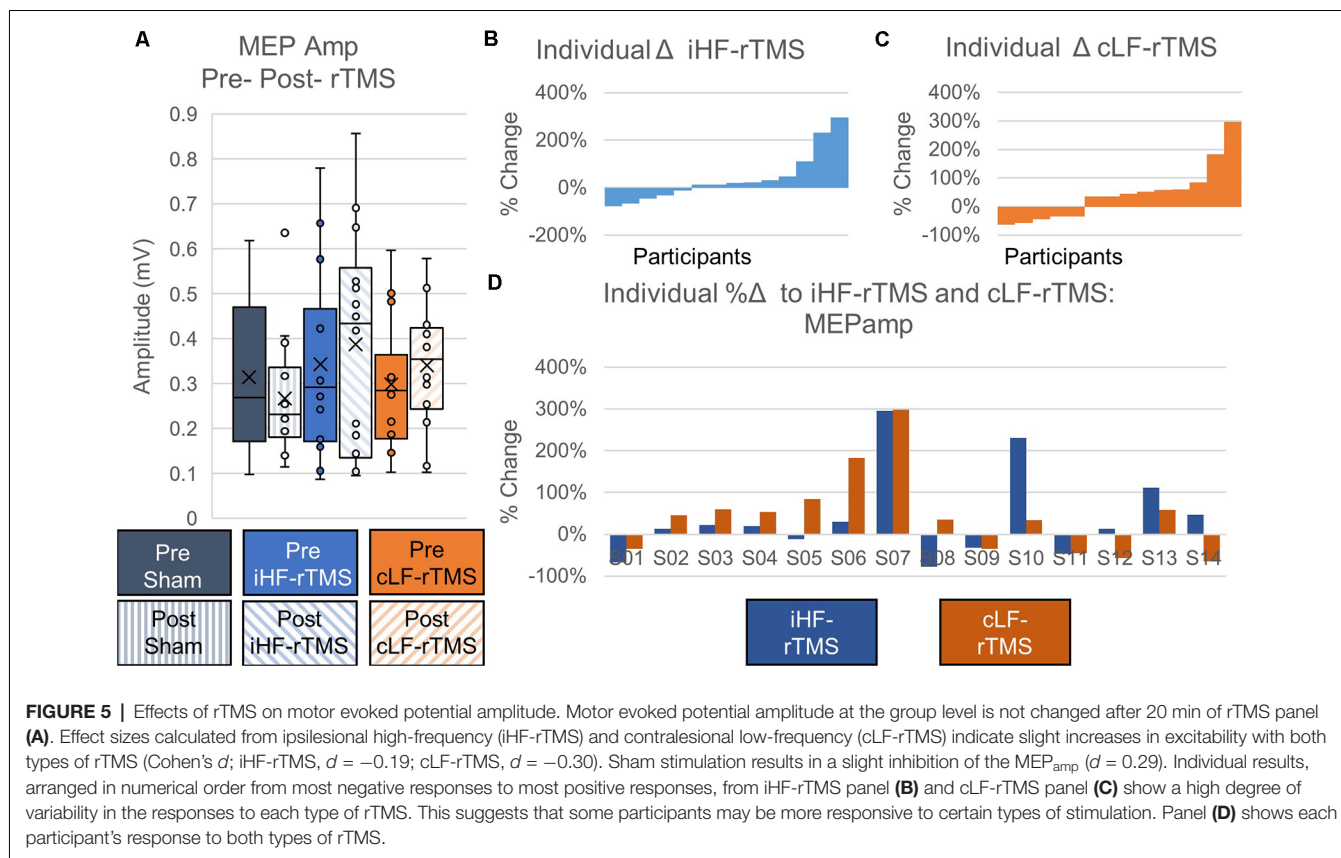 A
MEP Amp
Pre- Post- rTMS
0.9
0.8
0.7
0.6
0.5
0.4
0.3
0.2
0.1
0
Amplitude (mV)
Pre
Sham
Pre
iHF-rTMS
Pre
cLF-rTMS
Post
Sham
Post
iHF-rTMS
Post
cLF-rTMS
B
Individual Δ iHF-rTMS
400%
200%
0%
-200%
% Change
Participants
C
Individual Δ cLF-rTMS
400%
300%
200%
100%
0%
-100%
% Change
Participants
D
Individual %Δ to iHF-rTMS and cLF-rTMS:
MEPamp
400%
300%
200%
100%
0%
-100%
% Change
S01 S02 S03 S04 S05 S06 S07 S08 S09 S10 S11 S12 S13 S14
iHF-
rTMS
cLF-
rTMS
FIGURE 5 | Effects of rTMS on motor evoked potential amplitude. Motor evoked potential amplitude at the group level is not changed after 20 min of rTMS panel
(A). Effect sizes calculated from ipsilesional high-frequency (iHF-rTMS) and contralesional low-frequency (cLF-rTMS) indicate slight increases in excitability with both
types of rTMS (Cohen's d; iHF-rTMS, d = −0.19; cLF-rTMS, d = −0.30). Sham stimulation results in a slight inhibition of the MEPamp (d = 0.29). Individual results,
arranged in numerical order from most negative responses to most positive responses, from iHF-rTMS panel (B) and cLF-rTMS panel (C) show a high degree of
variability in the responses to each type of rTMS. This suggests that some participants may be more responsive to certain types of stimulation. Panel (D) shows each
participant's response to both types of rTMS.